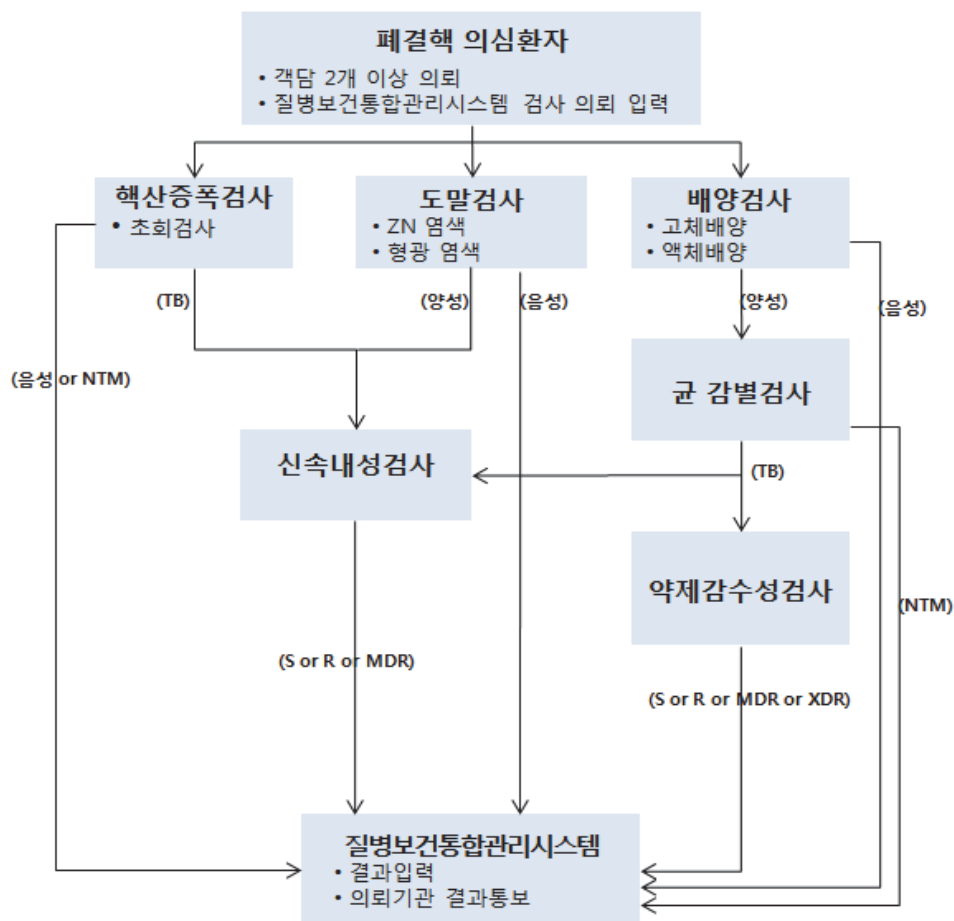 폐결핵 의심환자
• 객담 2개 이상 의뢰
• 질병보건통합관리시스템 검사 의뢰 입력
핵산증폭검사
• 초회검사
도말검사
• ZN 염색
• 형광 염색
배양검사
• 고체배양
• 액체배양
(TB)
(양성)
(음성)
(양성)
(음성)
(음성 or NTM)
균 감별검사
신속내성검사
(TB)
약제감수성검사
(NTM)
(S or R or MDR)
(S or R or MDR or XDR)
질병보건통합관리시스템
• 결과입력
• 의뢰기관 결과통보